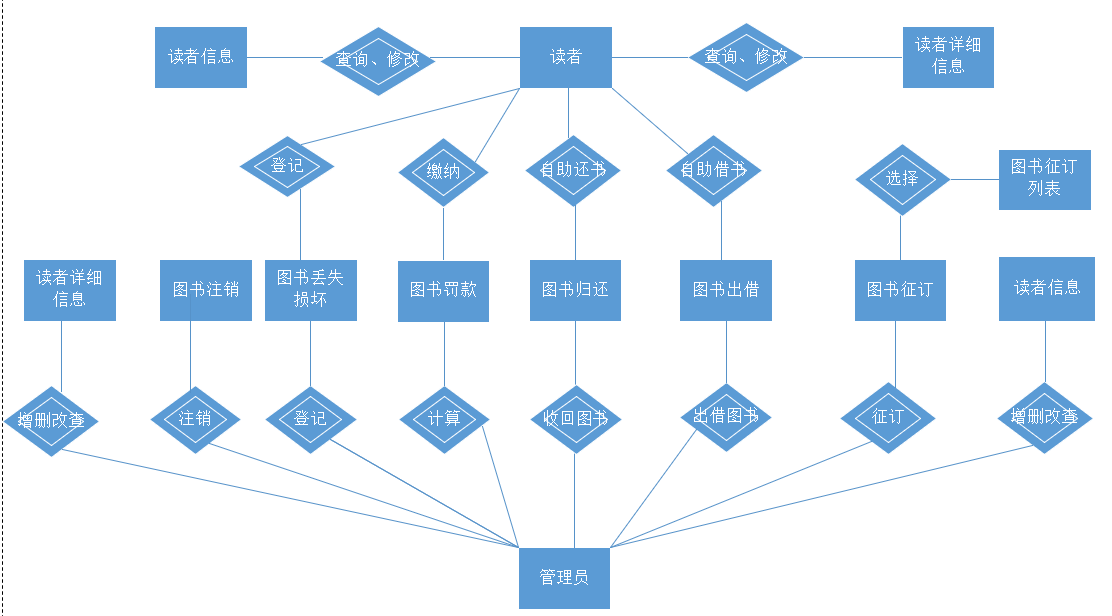 读者信息
查询、修改
读者
查询、修改
读者详细
信息
登记
缴纳
自助还书
自助借书
选择
图书征订
列表
读者详细
信息
图书注销
图书丢失
损坏
图书罚款
图书归还
图书出借
图书征订
读者信息
增删改查
注销
登记
计算
收回图书
出借图书
征订
增删改查
管理员